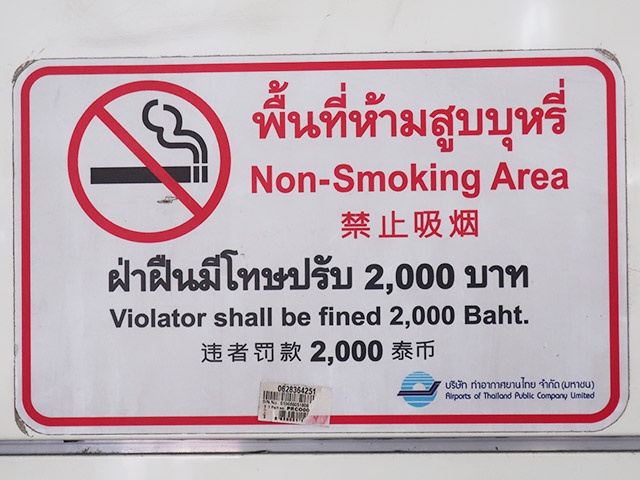 พื้นที่ห้ามสูบบุหรี่
Non-Smoking Area
禁止吸烟
ฝ่าฝืนมีโทษปรับ 2,000 บาท
Violator shall be fined 2,000 Baht.
违者罚款 2,000 泰币
บริษัท ท่าอากาศยานไทย จำกัด (มหาชน)
Airports of Thailand Public Company Limited
0628364251